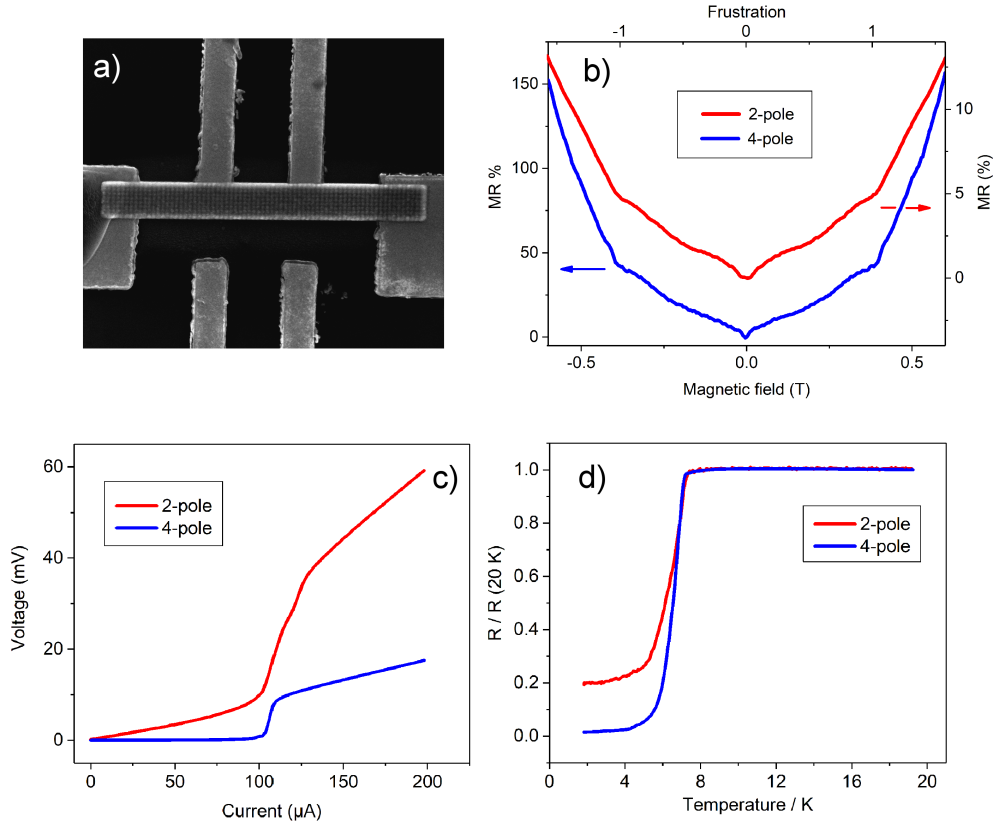 a)
b)
Frustration
-1 0 1
150
100
50
0
MR %
10
5
0
MR (%)
2-pole
4-pole
-0.5 0.0 0.5
Magnetic field (T)
c)
60
40
20
0
Voltage (mV)
2-pole
4-pole
0 50 100 150 200
Current (µA)
d)
1.0
0.8
0.6
0.4
0.2
0.0
R / R (20 K)
2-pole
4-pole
0 4 8 12 16 20
Temperature / K